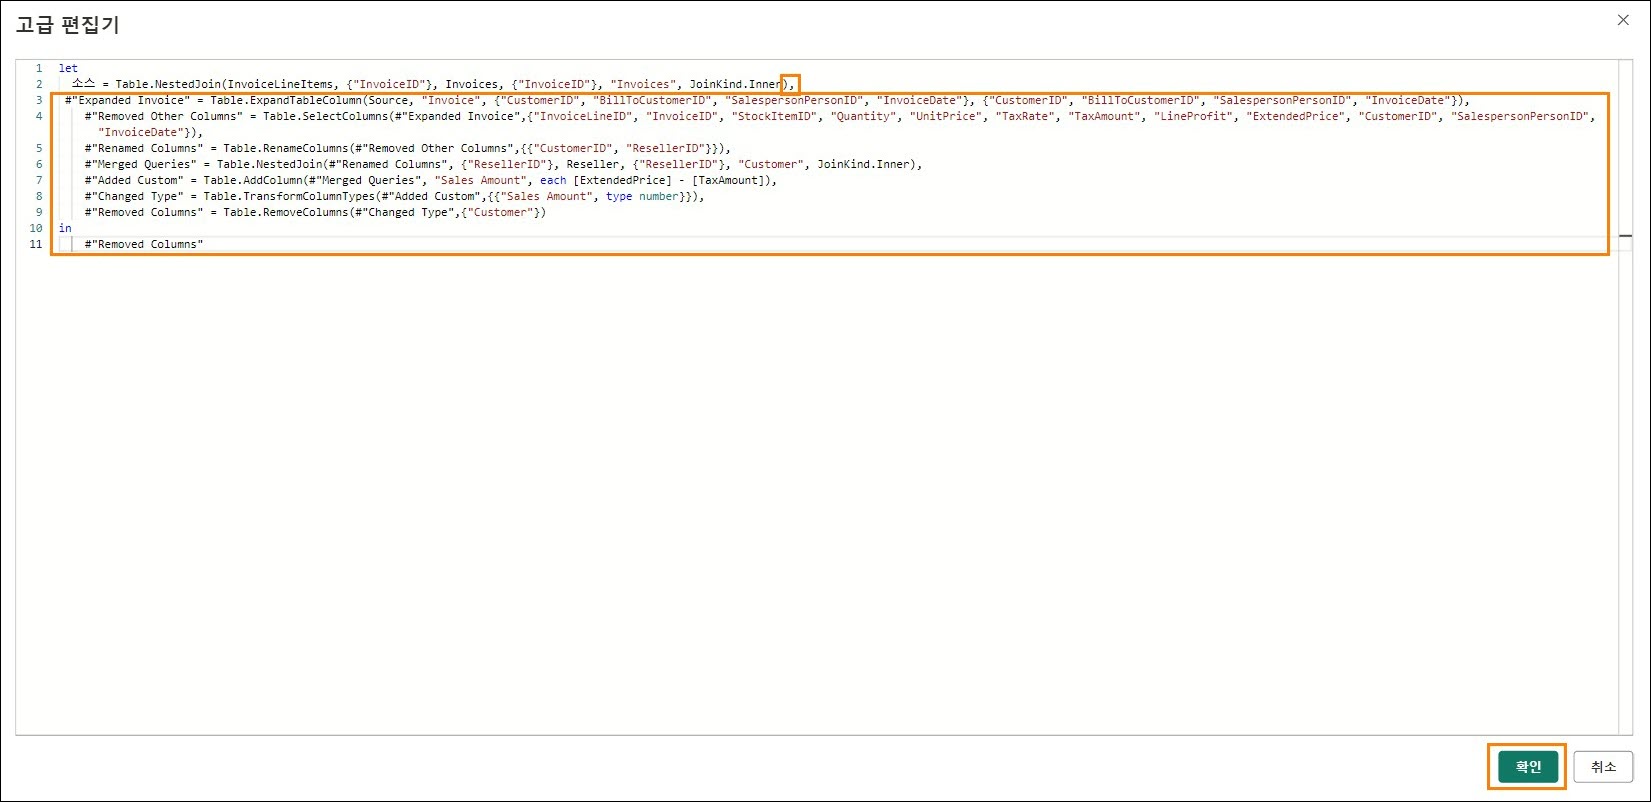 고급 편집기
1 let
2 소스 = Table.NestedJoin(InvoiceLineItems, {"InvoiceID"}, Invoices, {"InvoiceID"}, "Invoices", JoinKind.Inner),
3 #"Expanded Invoice" = Table.ExpandTableColumn(Source, "Invoice", {"CustomerID", "BillToCustomerID", "SalespersonPersonID", "InvoiceDate"}, {"CustomerID", "BillToCustomerID", "SalespersonPersonID", "InvoiceDate"}),
4 #"Removed Other Columns" = Table.SelectColumns(#"Expanded Invoice",{"InvoiceLineID", "InvoiceID", "StockItemID", "Quantity", "UnitPrice", "TaxRate", "TaxAmount", "LineProfit", "ExtendedPrice", "CustomerID", "SalespersonPersonID",
"InvoiceDate"}),
5 #"Renamed Columns" = Table.RenameColumns(#"Removed Other Columns",{{"CustomerID", "ResellerID"}}),
6 #"Merged Queries" = Table.NestedJoin(#"Renamed Columns", {"ResellerID"}, Reseller, {"ResellerID"}, "Customer", JoinKind.Inner),
7 #"Added Custom" = Table.AddColumn(#"Merged Queries", "Sales Amount", each [ExtendedPrice] - [TaxAmount]),
8 #"Changed Type" = Table.TransformColumnTypes(#"Added Custom",{{"Sales Amount", type number}}),
9 #"Removed Columns" = Table.RemoveColumns(#"Changed Type",{"Customer"})
10 in
11 #"Removed Columns"
확인 취소